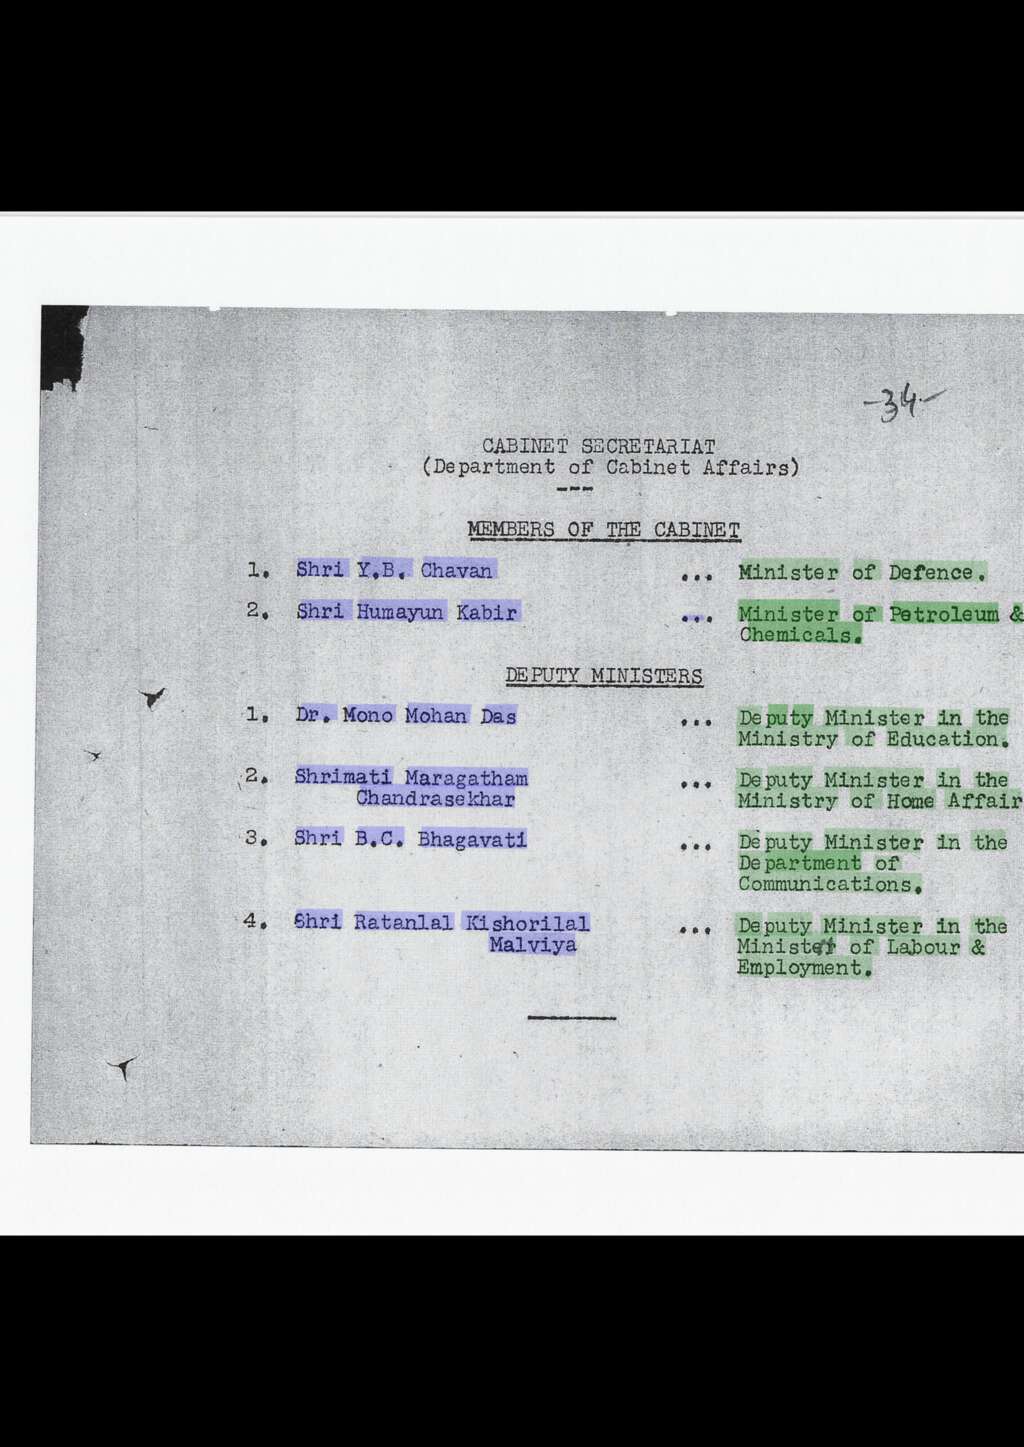 -34-
CABINET SECRETARIAT
(Department of Cabinet Affairs)
---
MEMBERS OF THE CABINET
1. Shri Y.B. Chavan ... Minister of Defence.
2. Shri Humayun Kabir ... Minister of Petroleum &
Chemicals.
DEPUTY MINISTERS
1. Dr. Mono Mohan Das ... Deputy Minister in the
Ministry of Education.
2. Shrimati Maragatham ... Deputy Minister in the
Chandrasekhar Ministry of Home Affair
3. Shri B.C. Bhagavati ... Deputy Minister in the
Department of
Communications.
4. Shri Ratanlal Kishorilal ... Deputy Minister in the
Malviya of Labour &
Employment.